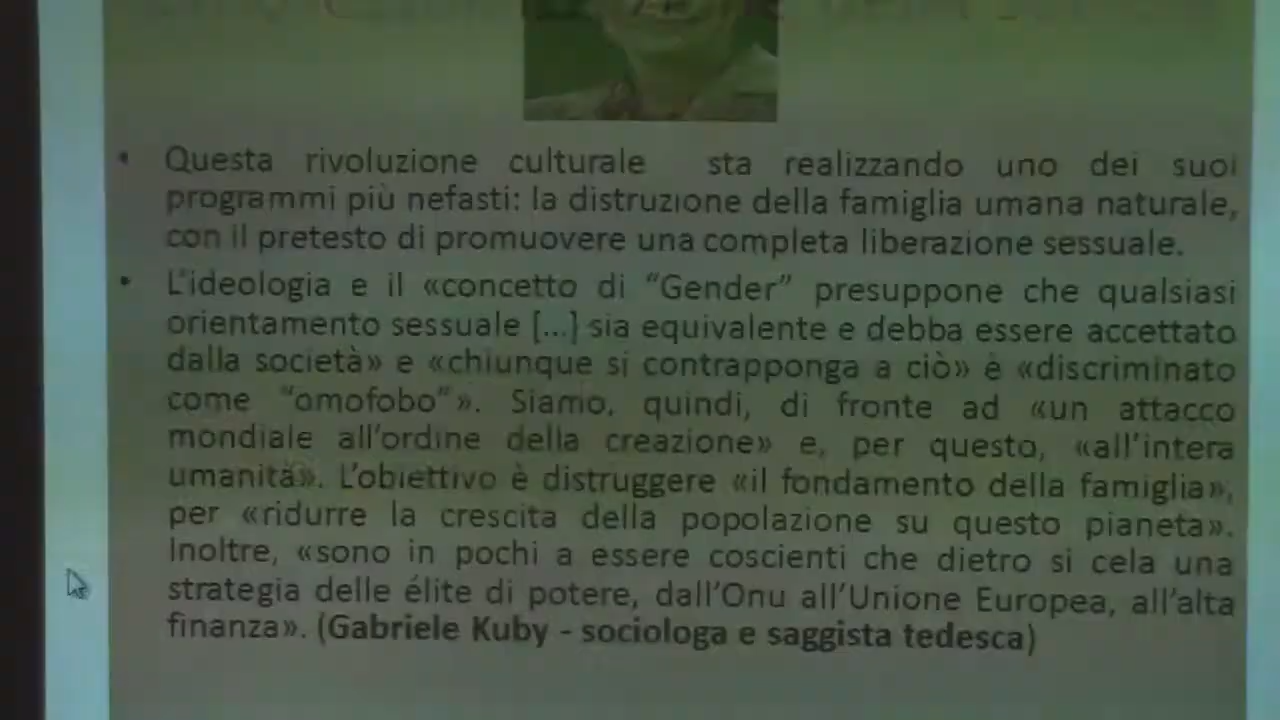 Questa rivoluzione culturale sta realizzando uno dei suoi
programmi più nefasti: la distruzione della famiglia umana naturale,
con il pretesto di promuovere una completa liberazione sessuale.
L'ideologia e il «concetto di "Gender" presuppone che qualsiasi
orientamento sessuale [...] sia equivalente e debba essere accettato
dalla società» e «chiunque si contrapponga a ciò» è «discriminato
come "omofobo"». Siamo, quindi, di fronte ad «un attacco
mondiale all'ordine della creazione» e, per questo, «all'intera
umanità». L'obiettivo è distruggere «il fondamento della famiglia»,
per «ridurre la crescita della popolazione su questo pianeta».
Inoltre, «sono in pochi a essere coscienti che dietro si cela una
strategia delle élite di potere, dall'Onu all'Unione Europea, all'alta
finanza». (Gabriele Kuby - sociologa e saggista tedesca)